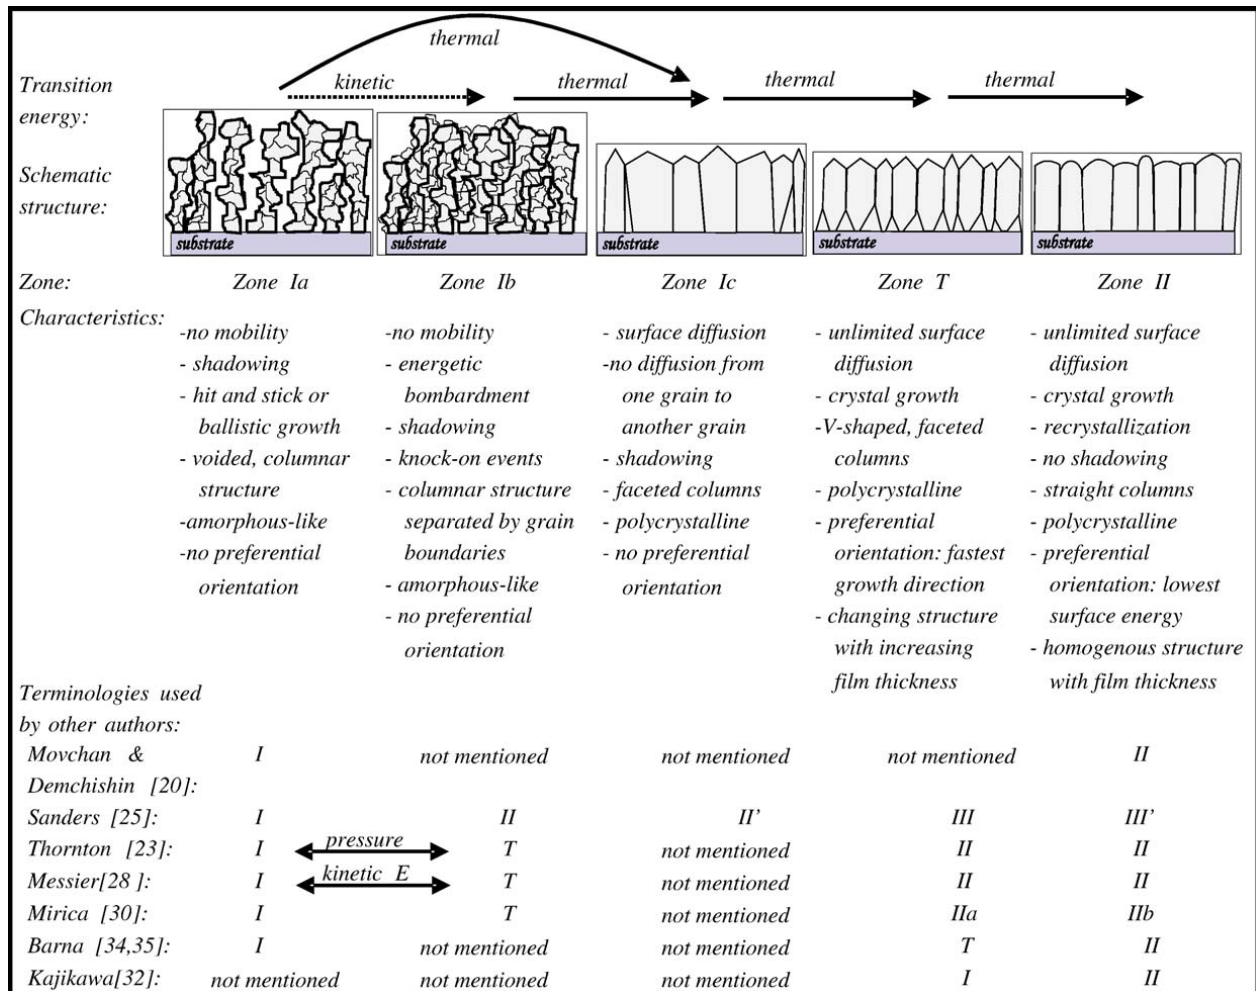 thermal
Transition kinetic thermal thermal thermal
energy:
Schematic
structure:
substrate substrate substrate substrate substrate
Zone: Zone Ia Zone Ib Zone Ic Zone T Zone II
Characteristics:
-no mobility
- shadowing
- hit and stick or
ballistic growth
- voided, columnar
structure
-amorphous-like
-no preferential
orientation
-no mobility
- energetic
bombardment
- shadowing
- knock-on events
- columnar structure
separated by grain
boundaries
- amorphous-like
- no preferential
orientation
- surface diffusion
-no diffusion from
one grain to
another grain
- shadowing
- faceted columns
- polycrystalline
- no preferential
orientation
- unlimited surface
diffusion
- crystal growth
-V-shaped, faceted
columns
- polycrystalline
- preferential
orientation: fastest
growth direction
- changing structure
with increasing
film thickness
- unlimited surface
diffusion
- crystal growth
- recrystallization
- no shadowing
- straight columns
- polycrystalline
- preferential
orientation: lowest
surface energy
- homogenous structure
with film thickness
Terminologies used
by other authors:
Movchan & I not mentioned not mentioned not mentioned II
Demchishin [20]:
Sanders [25]: I II II' III III'
Thornton [23]: I pressure T not mentioned II II
Messier[28 ]: I kinetic E T not mentioned II II
Mirica [30]: I T not mentioned IIa IIb
Barna [34,35]: I not mentioned not mentioned T II
Kajikawa[32]: not mentioned not mentioned not mentioned I II